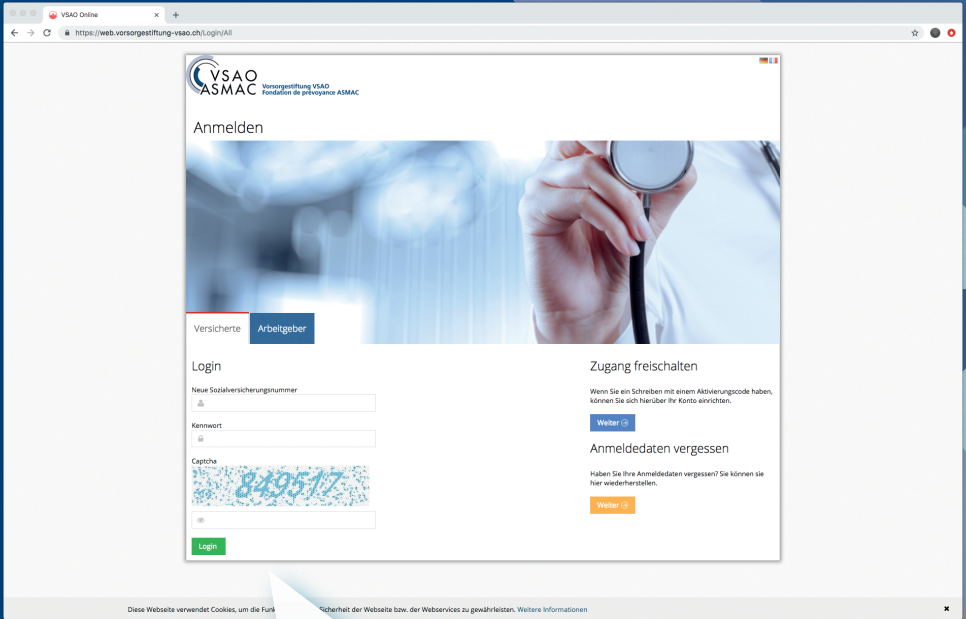 VSAO Online
https://web.vorsorgestiftung-vsao.ch/Login/All
VSAO
ASMAC
Vorsorgestiftung VSAO
Fondation de prévoyance ASMAC
Anmelden
Versicherte
Arbeitgeber
Login
Neue Sozialversicherungsnummer
Kennwort
Captcha
849517
Login
Zugang freischalten
Wenn Sie ein Schreiben mit einem Aktivierungscode haben,
können Sie sich hierüber Ihr Konto einrichten.
Weiter
Anmeldedaten vergessen
Haben Sie Ihre Anmeldedaten vergessen? Sie können sie
hier wiederherstellen.
Weiter
Diese Webseite verwendet Cookies, um die Funk Sicherheit der Webseite bzw. der Webservices zu gewährleisten. Weitere Informationen